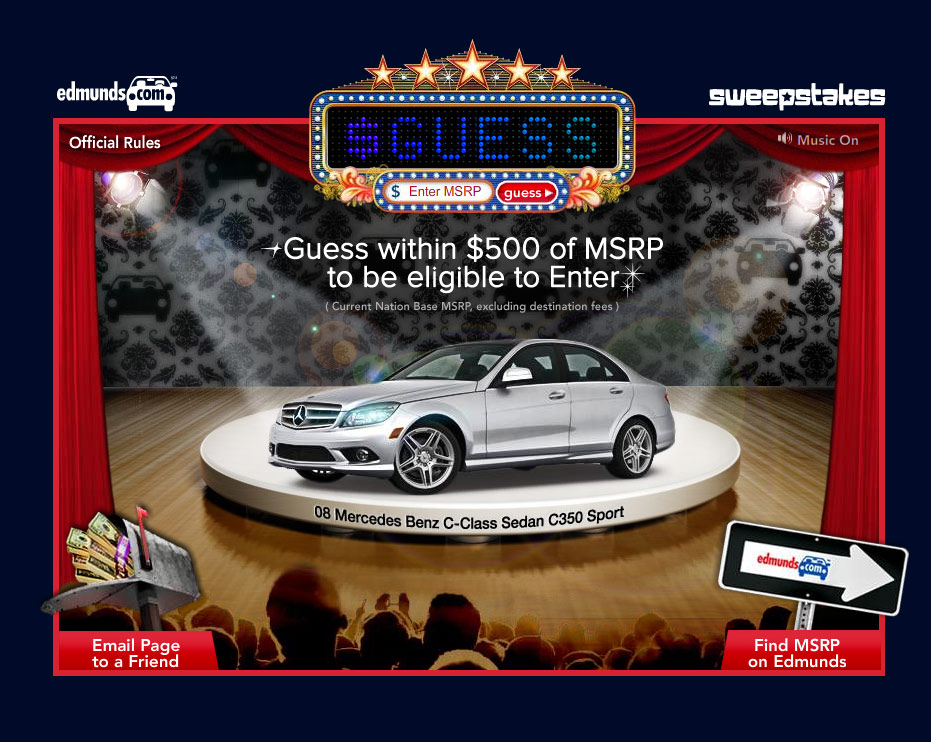 edmunds.com
sweepstakes
Official Rules
$GUESS
Music On
$ Enter MSRP guess
Guess within $500 of MSRP
to be eligible to Enter
( Current Nation Base MSRP, excluding destination fees )
08 Mercedes Benz C-Class Sedan C350 Sport
edmunds.com
Email Page
to a Friend
Find MSRP
on Edmunds